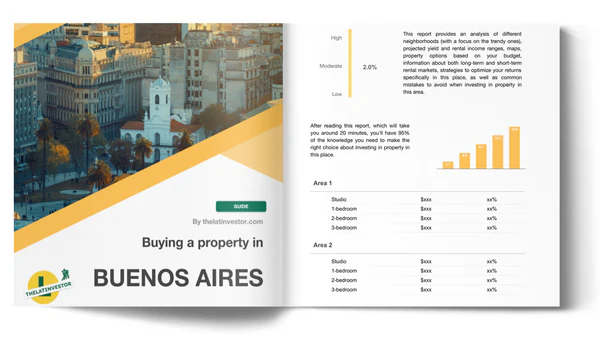 GUIDE
By thelatinvestor.com
Buying a property in
BUENOS AIRES
THELATINVESTOR
High
Moderate
2.0%
Low
This report provides an analysis of different
neighborhoods (with a focus on the trendy ones),
projected yield and rental income ranges, maps,
property options based on your budget,
information about both long-term and short-term
rental markets, strategies to optimize your returns
specifically in this place, as well as common
mistakes to avoid when investing in property in
this area.
After reading this report, which will take
you around 20 minutes, you'll have 95%
of the knowledge you need to make the
right choice about investing in property in
this place.
Area 1
Studio $xxx xx%
1-bedroom $xxx xx%
2-bedroom $xxx xx%
3-bedroom $xxx xx%
Area 2
Studio $xxx xx%
1-bedroom $xxx xx%
2-bedroom $xxx xx%
3-bedroom $xxx xx%